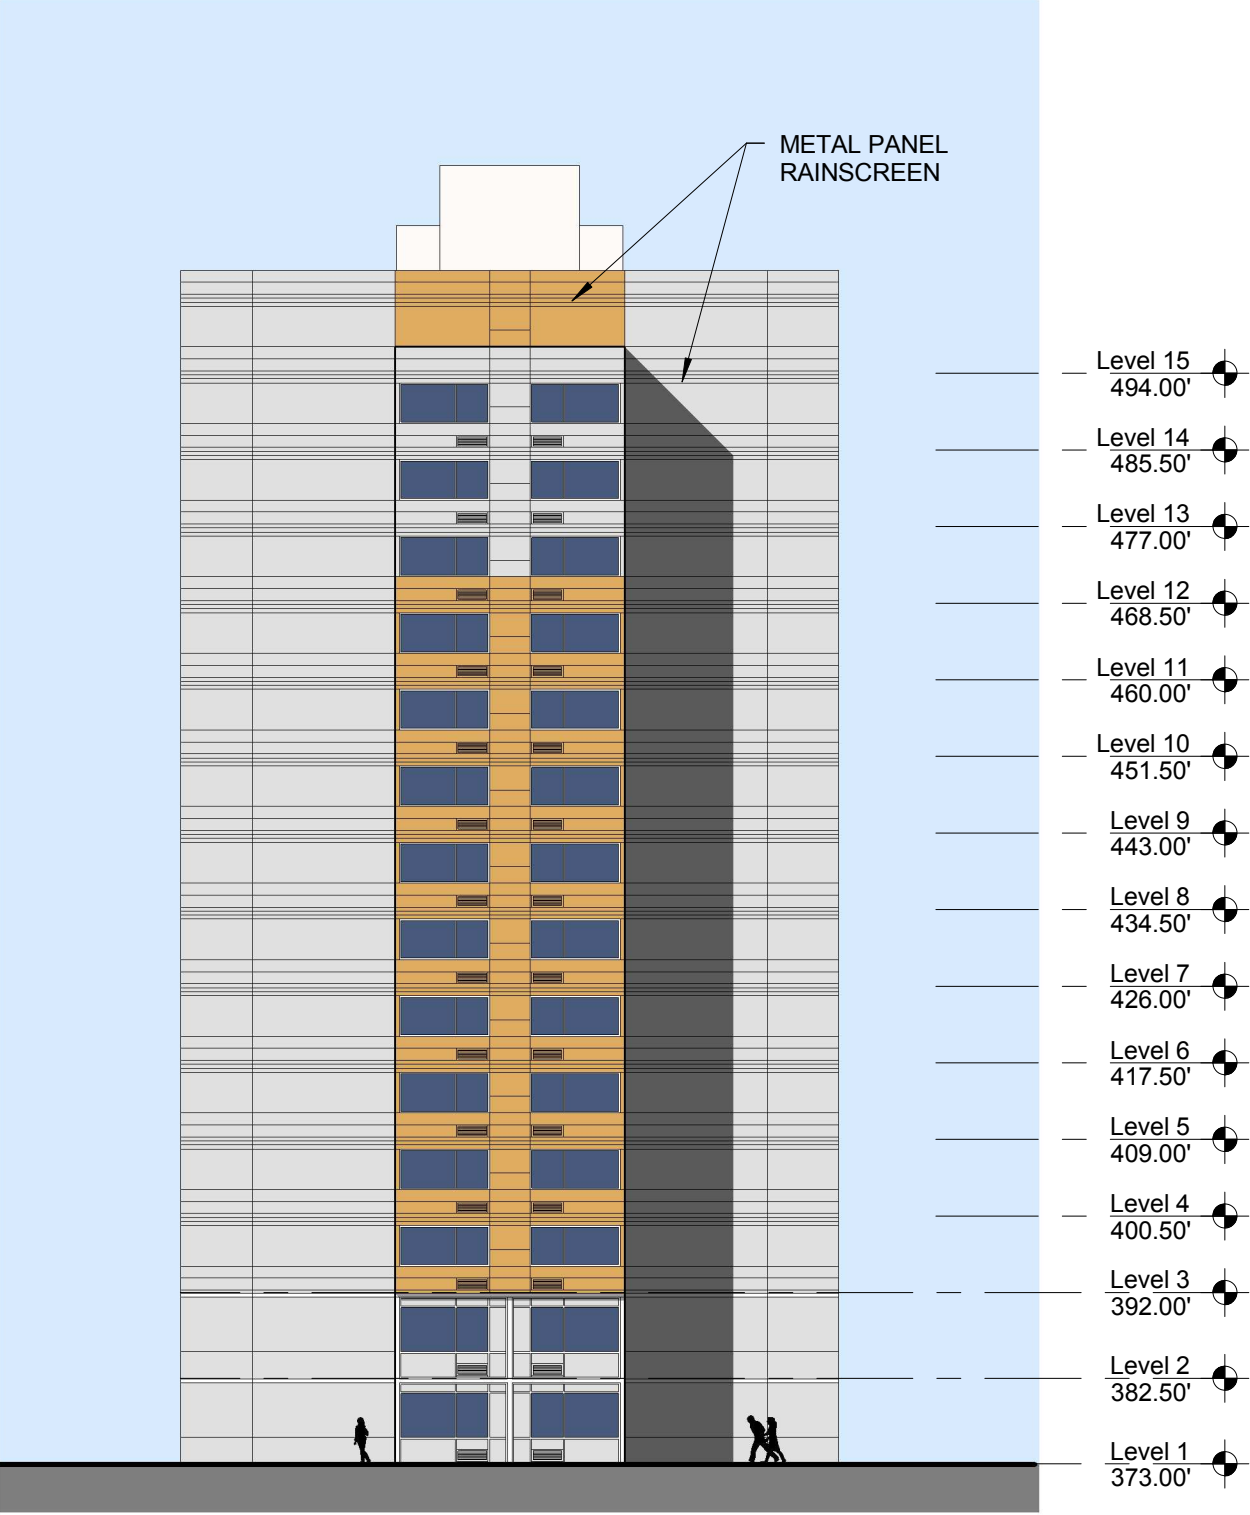 METAL PANEL
RAINSCREEN
Level 15
494.00'
Level 14
485.50'
Level 13
477.00'
Level 12
468.50'
Level 11
460.00'
Level 10
451.50'
Level 9
443.00'
Level 8
434.50'
Level 7
426.00'
Level 6
417.50'
Level 5
409.00'
Level 4
400.50'
Level 3
392.00'
Level 2
382.50'
Level 1
373.00'